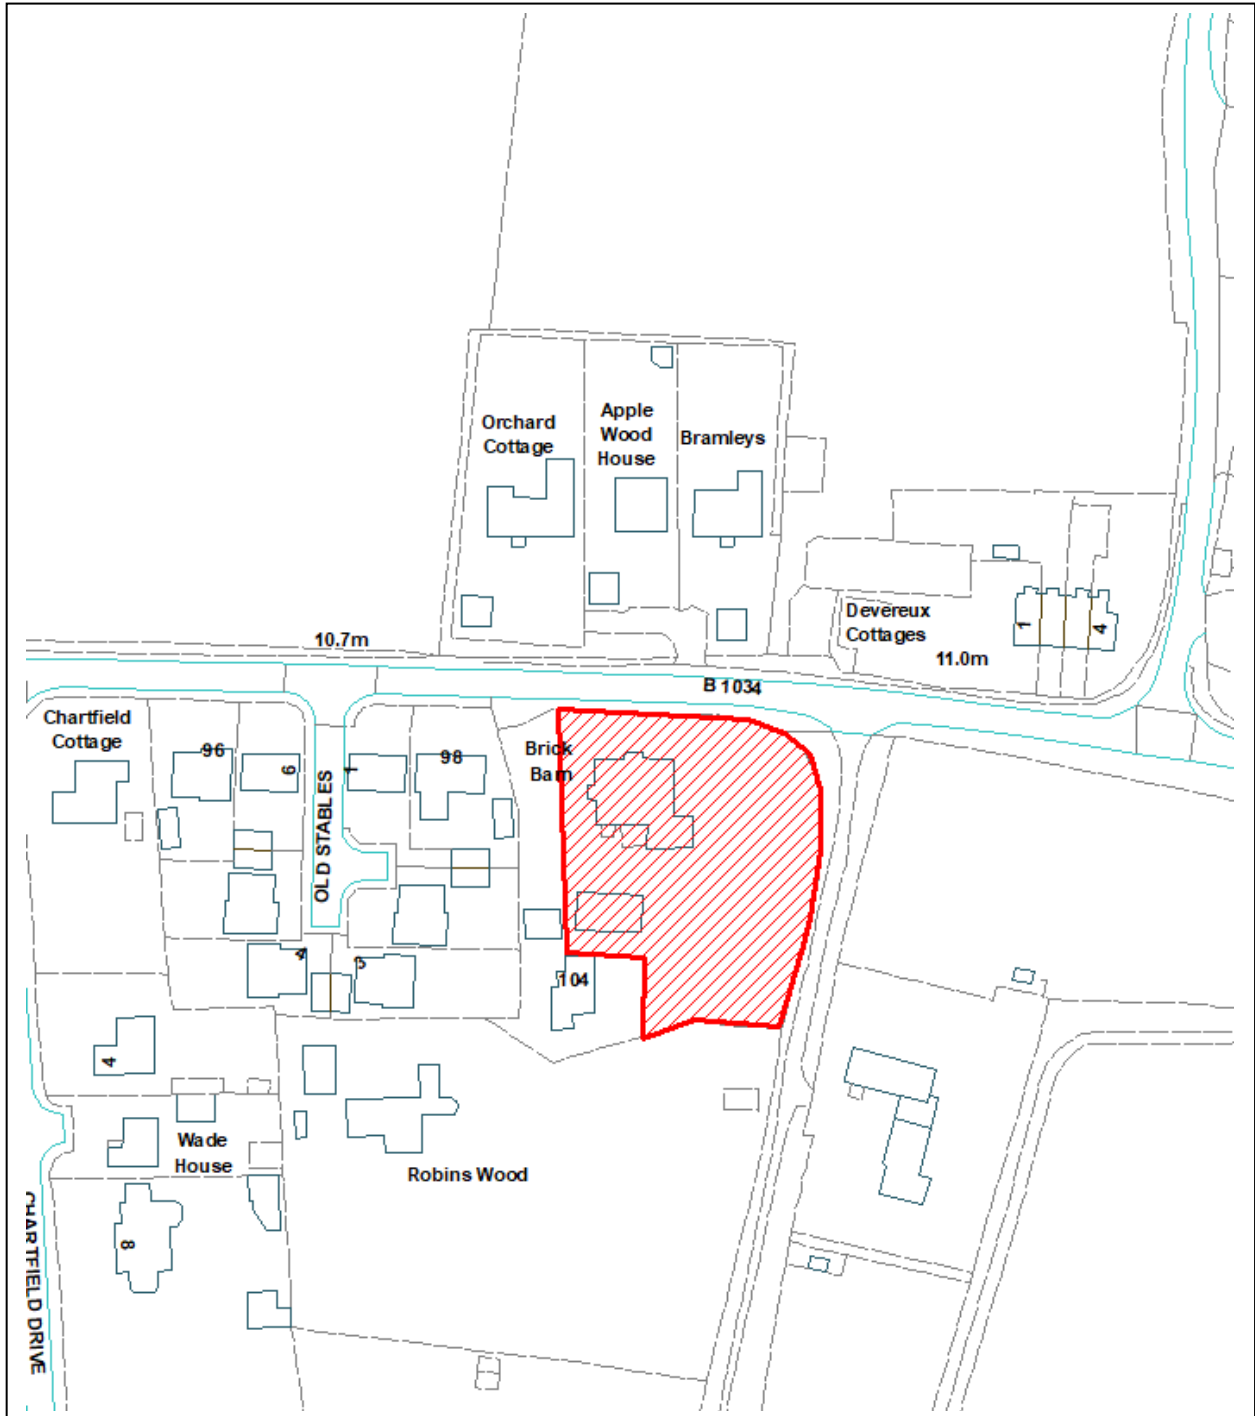 Orchard
Cottage
Apple
Wood
House
Bramleys
Devereux
Cottages
1
4
10.7m
11.0m
B 1034
Chartfield
Cottage
96
6
1
98
Brick
Barn
OLD STABLES
4
3
104
4
Wade
House
Robins Wood
8
CHARTFIELD DRIVE